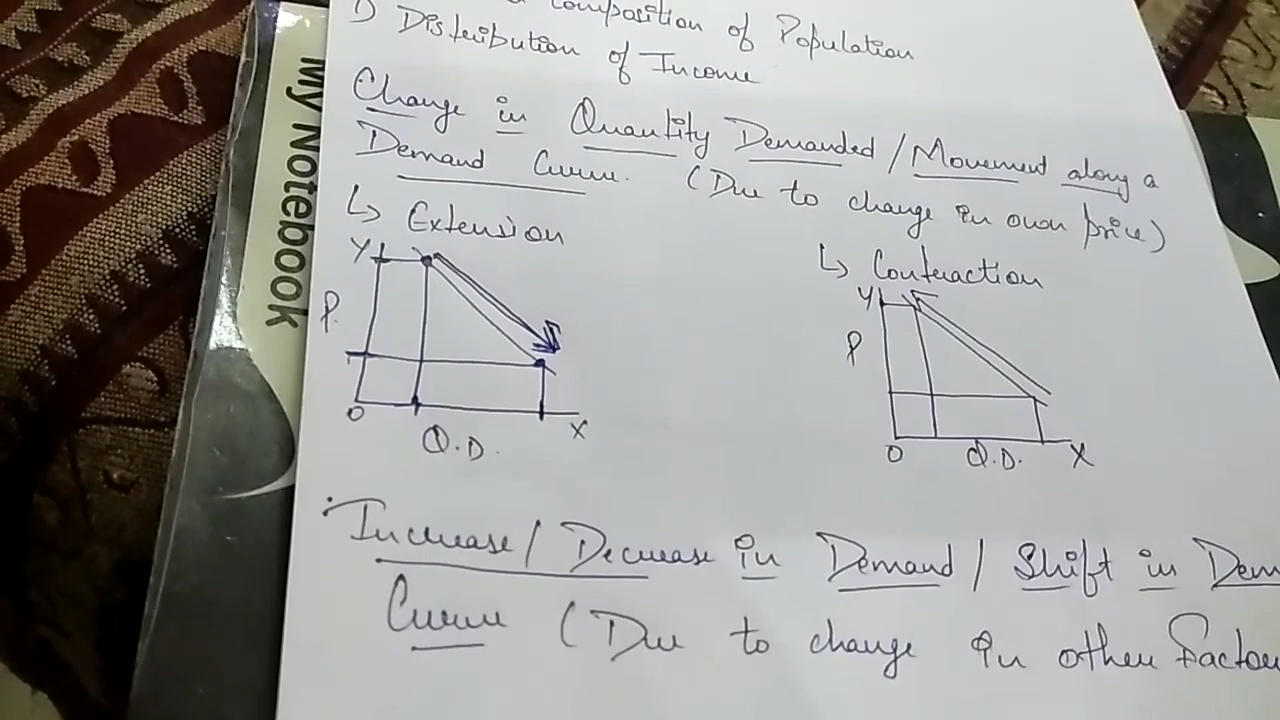 Composition of Population
Distribution of Income
Change in Quantity Demanded / Movement along a
Demand Curve. (Due to change in own price)
↳ Extension
Y
P.
O
X
Q.D.
↳ Contraction
Y
P
O
Q.D.
X
Increase / Decrease in Demand / Shift in Dem
Curve (Due to change in other Factor
My Notebook